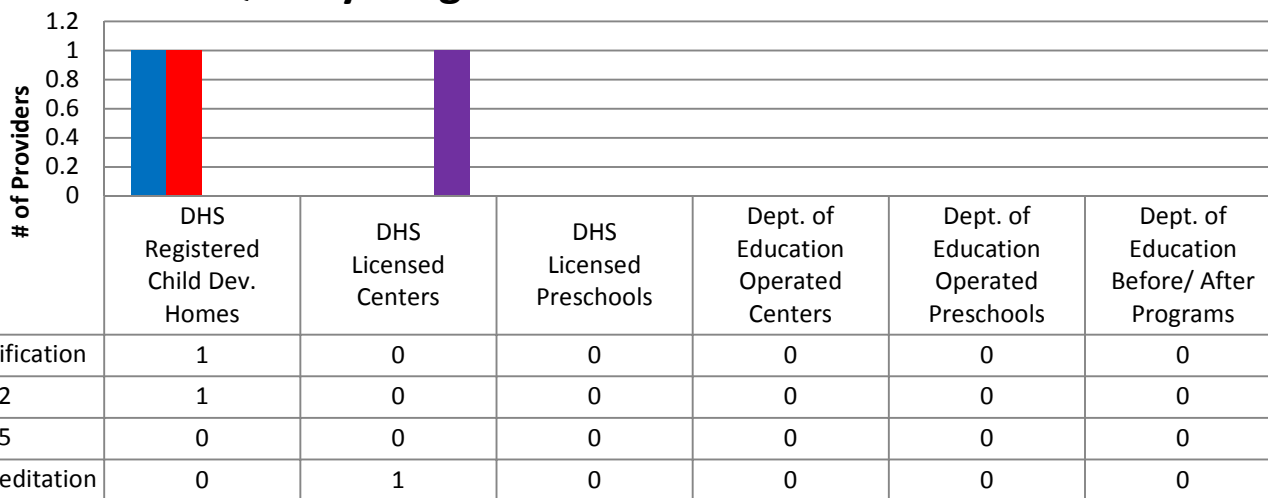 1.2
1
0.8
0.6
0.4
0.2
0
# of Providers
DHS Registered Child Dev. Homes
DHS Licensed Centers
DHS Licensed Preschools
Dept. of Education Operated Centers
Dept. of Education Operated Preschools
Dept. of Education Before/ After Programs
ification 1 0 0 0 0 0
2 1 0 0 0 0 0
5 0 0 0 0 0 0
editation 0 1 0 0 0 0